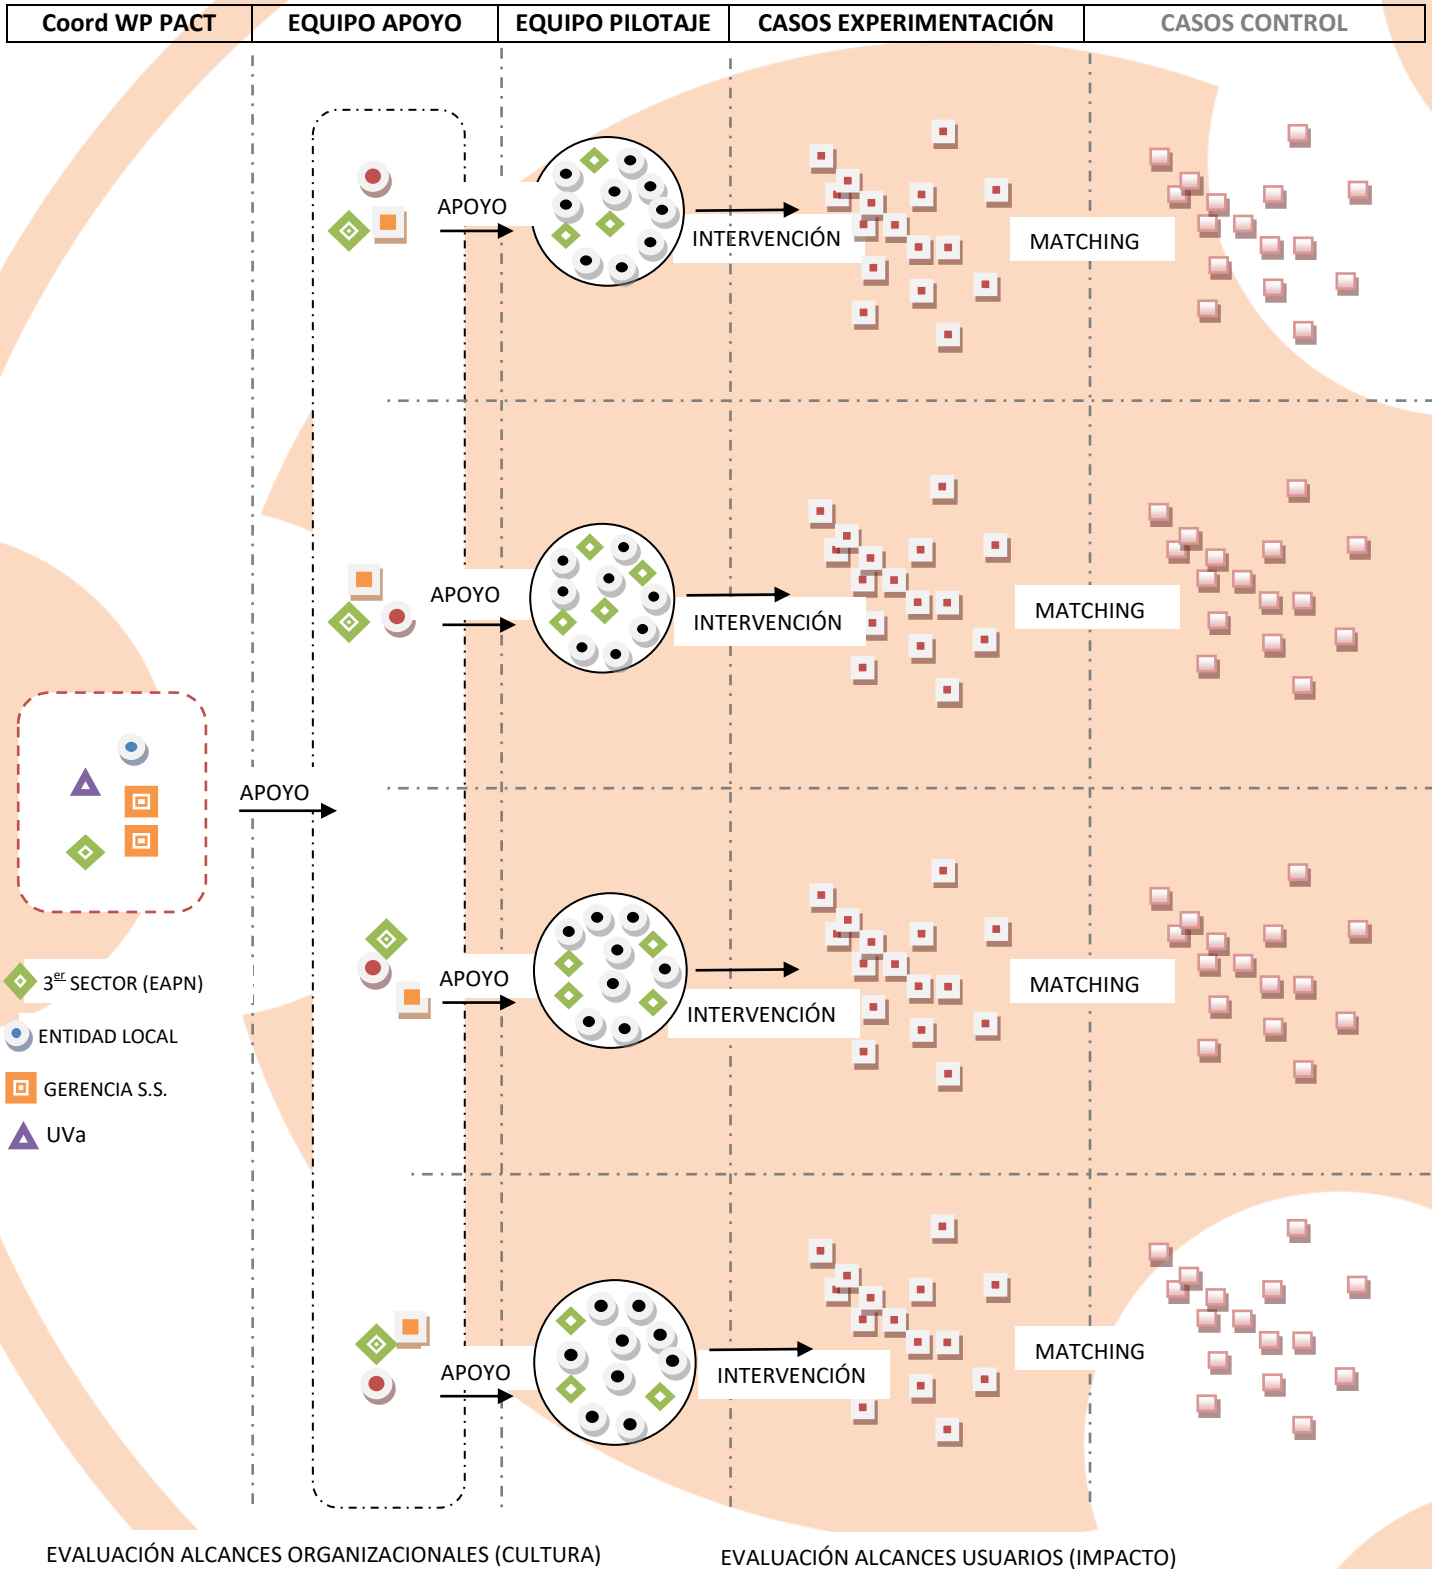 Coord WP PACT
EQUIPO APOYO
EQUIPO PILOTAJE
CASOS EXPERIMENTACIÓN
CASOS CONTROL
APOYO
INTERVENCIÓN
MATCHING
APOYO
INTERVENCIÓN
MATCHING
APOYO
APOYO
INTERVENCIÓN
MATCHING
3er SECTOR (EAPN)
ENTIDAD LOCAL
GERENCIA S.S.
UVa
APOYO
INTERVENCIÓN
MATCHING
EVALUACIÓN ALCANCES ORGANIZACIONALES (CULTURA)
EVALUACIÓN ALCANCES USUARIOS (IMPACTO)